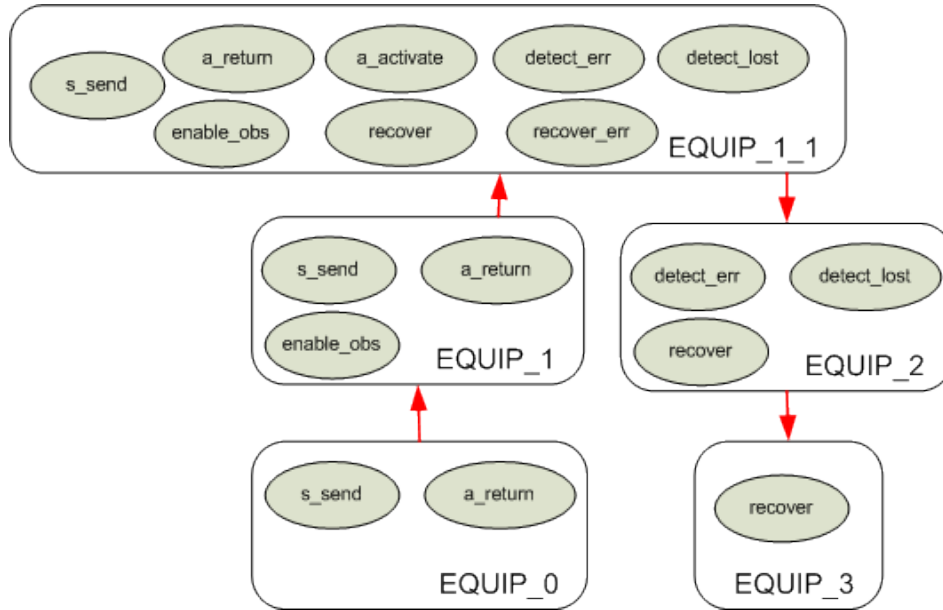 a_return
a_activate
detect_err
detect_lost
s_send
enable_obs
recover
recover_err
EQUIP_1_1
s_send
a_return
enable_obs
EQUIP_1
detect_err
detect_lost
recover
EQUIP_2
s_send
a_return
EQUIP_0
recover
EQUIP_3